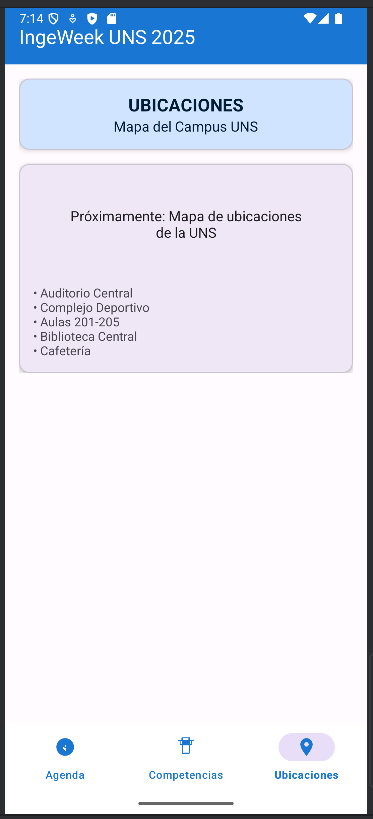 7:14
IngeWeek UNS 2025
UBICACIONES
Mapa del Campus UNS
Próximamente: Mapa de ubicaciones
de la UNS
• Auditorio Central
• Complejo Deportivo
• Aulas 201-205
• Biblioteca Central
• Cafetería
Agenda Competencias Ubicaciones